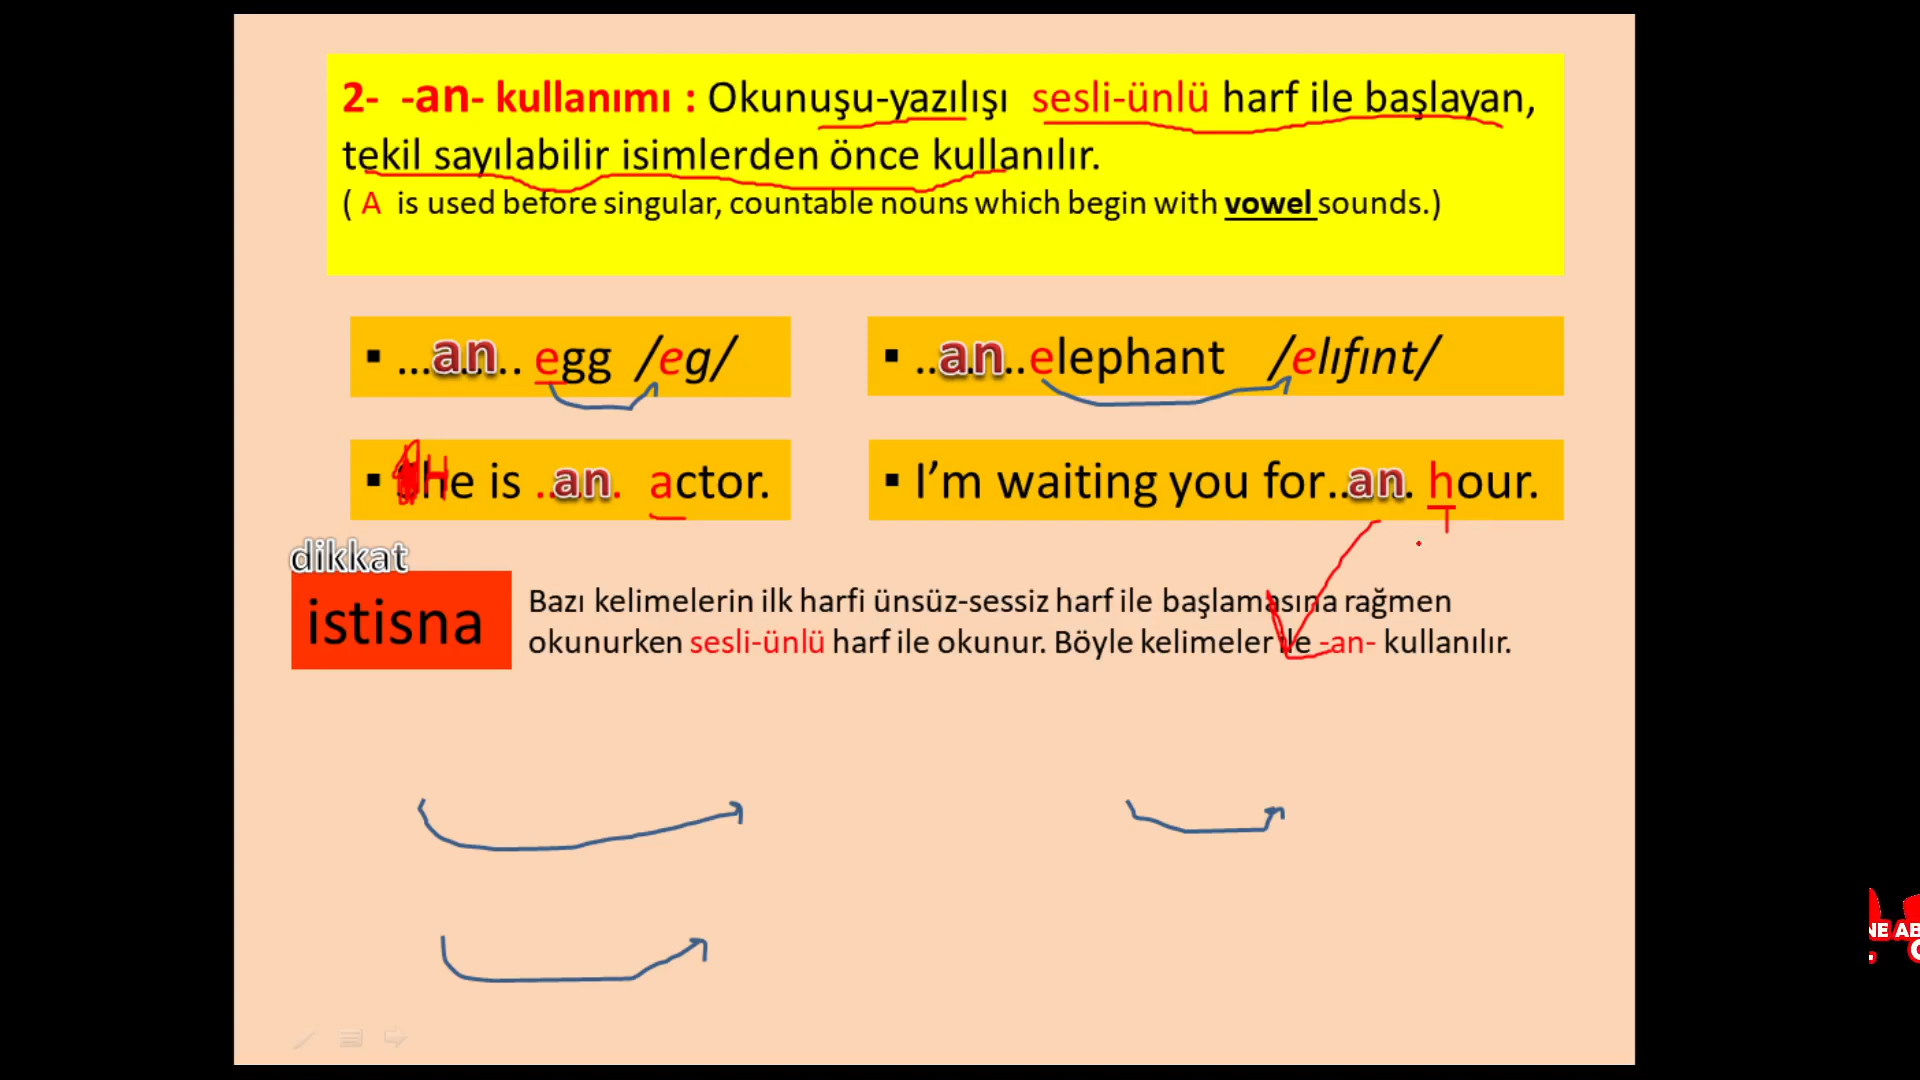 2- -an- kullanımı : Okunuşu-yazılışı sesli-ünlü harf ile başlayan,
tekil sayılabilir isimlerden önce kullanılır.
( A is used before singular, countable nouns which begin with vowel sounds.)
▪ ...an.. egg /eg/
▪ ..an..elephant /elıfınt/
▪ He is ..an. actor.
▪ I'm waiting you for..an. hour.
dikkat
istisna
Bazı kelimelerin ilk harfi ünsüz-sessiz harf ile başlamasına rağmen
okunurken sesli-ünlü harf ile okunur. Böyle kelimeler ile -an- kullanılır.